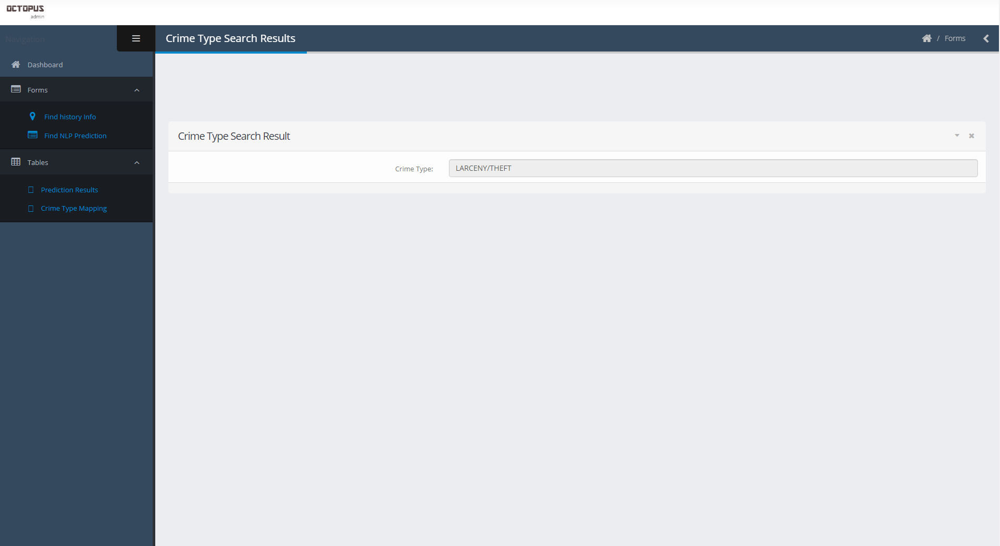 OCTOPUS
admin
Navigation
Crime Type Search Results
/ Forms
Dashboard
Forms
Find history Info
Find NLP Prediction
Tables
Prediction Results
Crime Type Mapping
Crime Type Search Result
Crime Type: LARCENY/THEFT